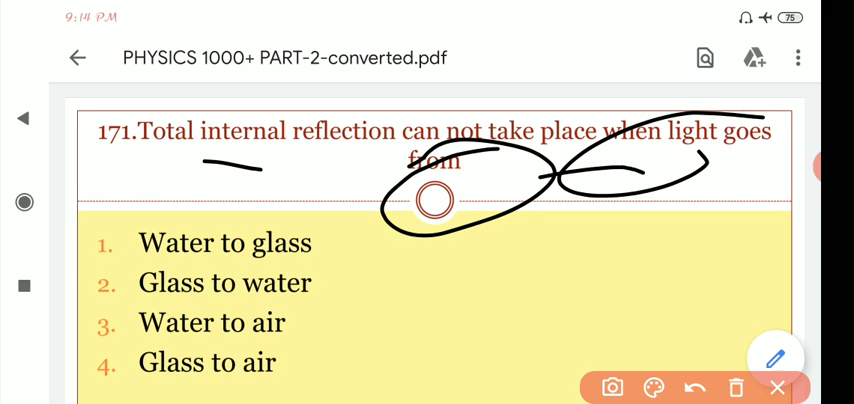 9:14 PM
75
PHYSICS 1000+ PART-2-converted.pdf
171.Total internal reflection can not take place when light goes
from
1. Water to glass
2. Glass to water
3. Water to air
4. Glass to air